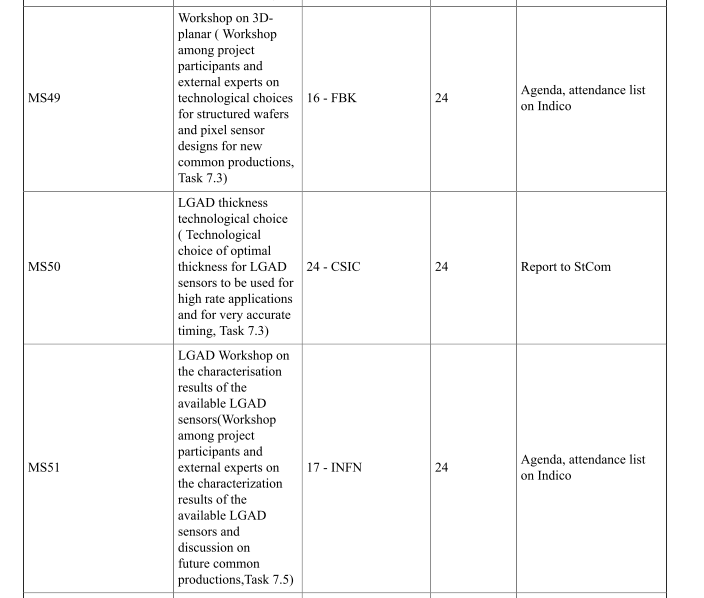 MS49
Workshop on 3D-
planar ( Workshop
among project
participants and
external experts on
technological choices
for structured wafers
and pixel sensor
designs for new
common productions,
Task 7.3)
16 - FBK
24
Agenda, attendance list
on Indico
MS50
LGAD thickness
technological choice
( Technological
choice of optimal
thickness for LGAD
sensors to be used for
high rate applications
and for very accurate
timing, Task 7.3)
24 - CSIC
24
Report to StCom
MS51
LGAD Workshop on
the characterisation
results of the
available LGAD
sensors(Workshop
among project
participants and
external experts on
the characterization
results of the
available LGAD
sensors and
discussion on
future common
productions,Task 7.5)
17 - INFN
24
Agenda, attendance list
on Indico